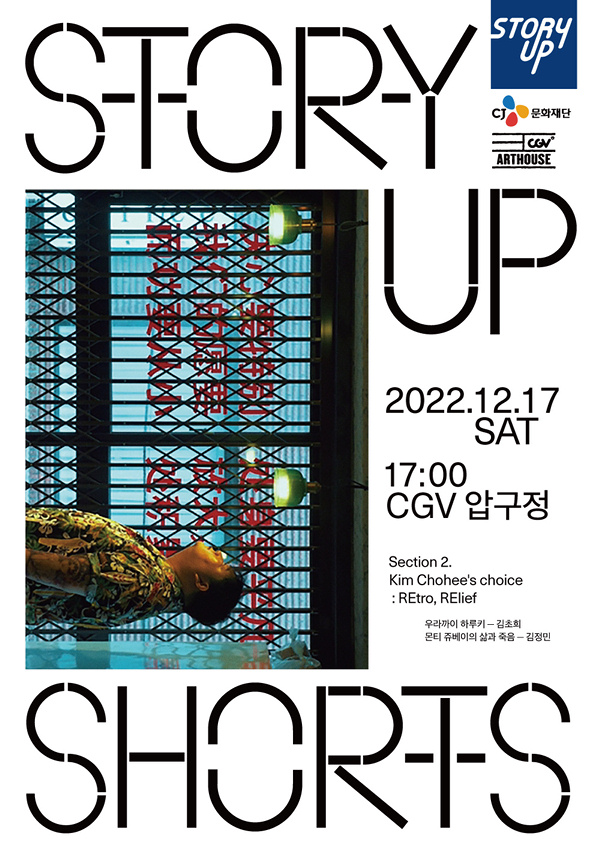 STORY
STORY
UP
CJ 문화재단
CGV
ARTHOUSE
UP
2022.12.17
SAT
17:00
CGV 압구정
Section 2.
Kim Chohee's choice
: REtro, RElief
우라까이 하루키 — 김초희
몬티 쥬베이의 삶과 죽음 — 김정민
SHORTS